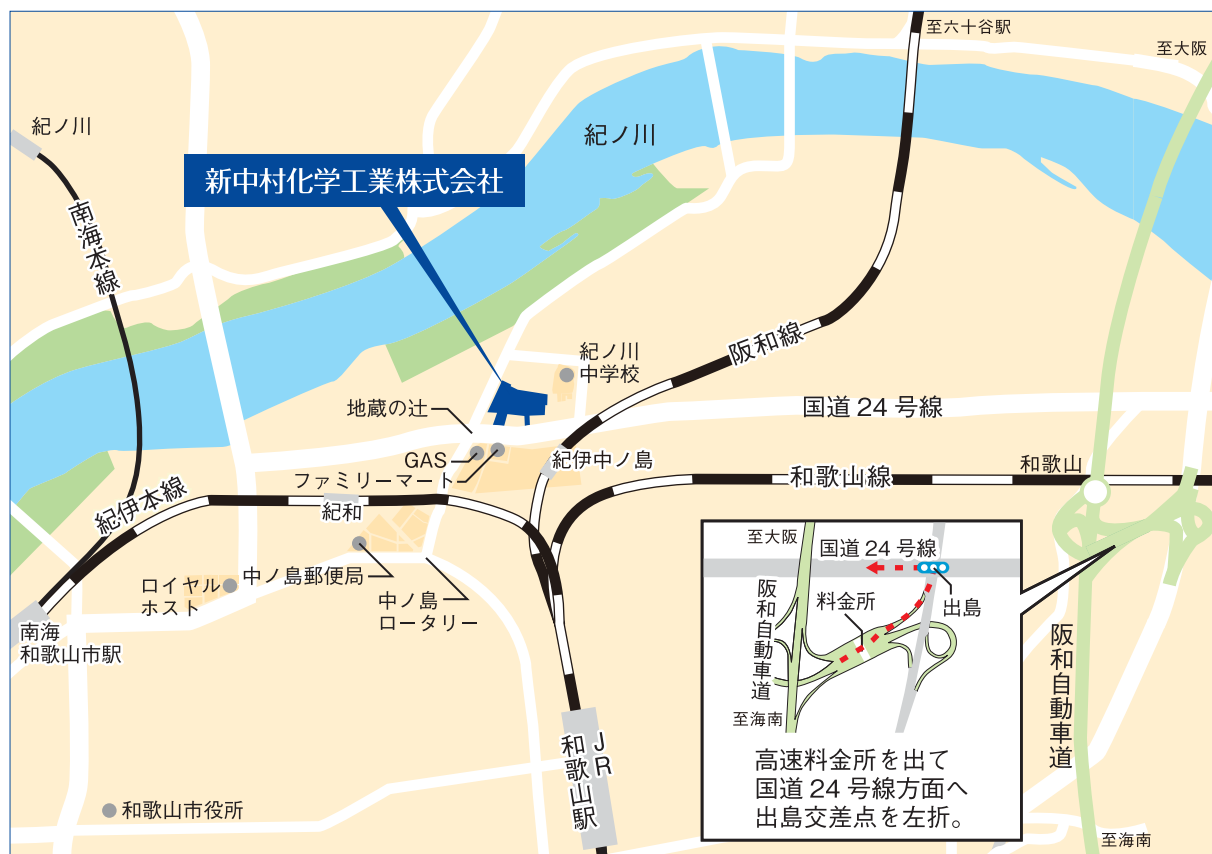 至六十谷駅
至大阪
紀ノ川
紀ノ川
新中村化学工業株式会社
南海本線
阪和線
紀ノ川
中学校
地蔵の辻
国道24号線
GAS
ファミリーマート
紀伊中ノ島
和歌山線
和歌山
紀伊本線
紀和
中ノ島郵便局
ロイヤル
ホスト
中ノ島
ロータリー
南海
和歌山市駅
至大阪
国道24号線
阪和自動車道
料金所
出島
至海南
高速料金所を出て
国道24号線方面へ
出島交差点を左折。
阪和自動車道
JR
和歌山駅
和歌山市役所
至海南